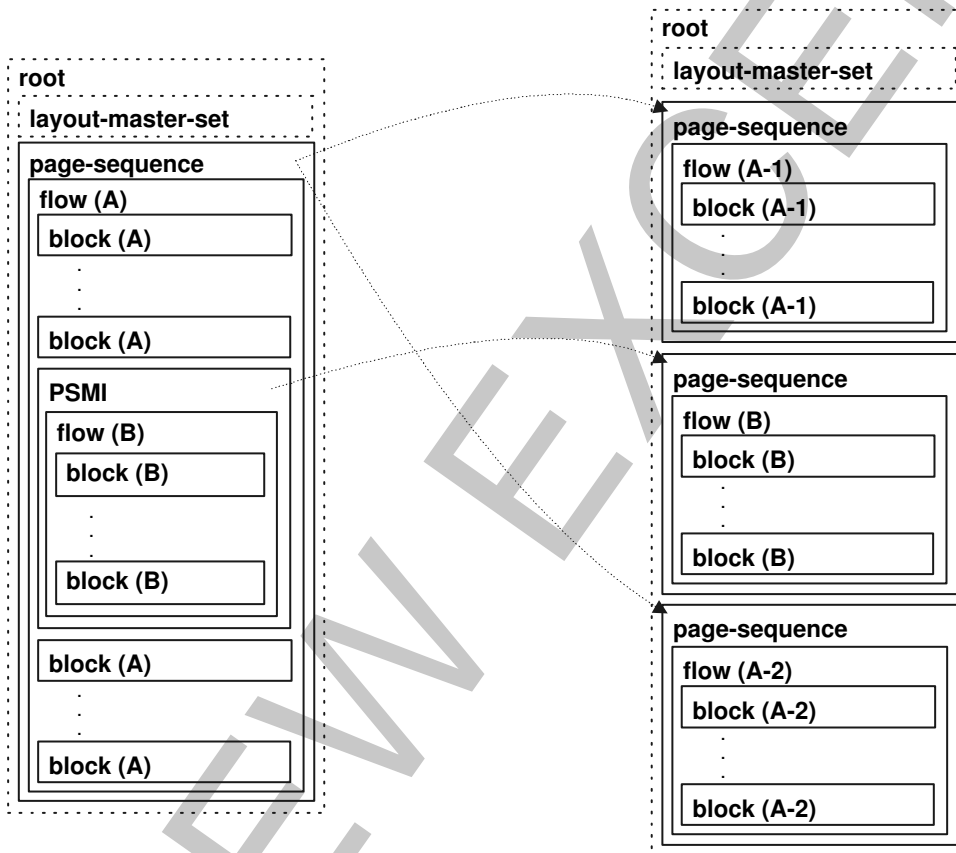 root
layout-master-set
page-sequence
flow (A)
block (A)
block (A)
PSMI
flow (B)
block (B)
block (B)
block (A)
block (A)
root
layout-master-set
page-sequence
flow (A-1)
block (A-1)
block (A-1)
page-sequence
flow (B)
block (B)
block (B)
page-sequence
flow (A-2)
block (A-2)
block (A-2)